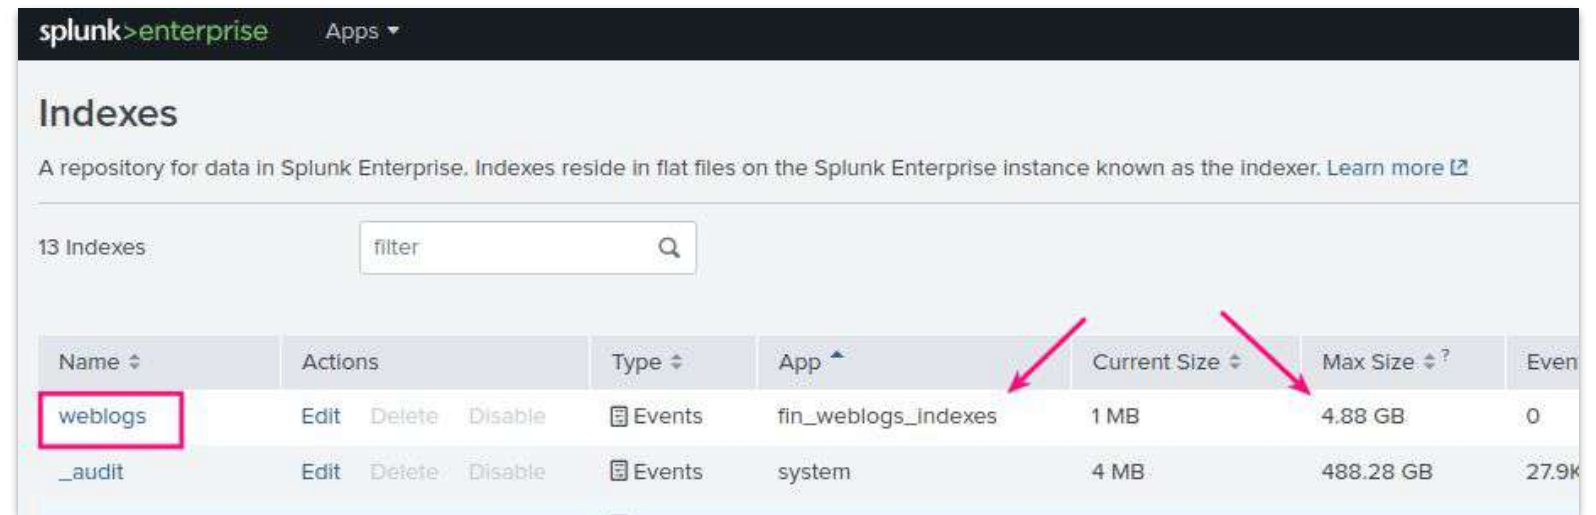 splunk>enterprise Apps
Indexes
A repository for data in Splunk Enterprise. Indexes reside in flat files on the Splunk Enterprise instance known as the indexer. Learn more
13 Indexes filter
Name Actions Type App Current Size Max Size ? Even
weblogs Edit Delete Disable Events fin_weblogs_indexes 1 MB 4.88 GB 0
_audit Edit Delete Disable Events system 4 MB 488.28 GB 27.9K